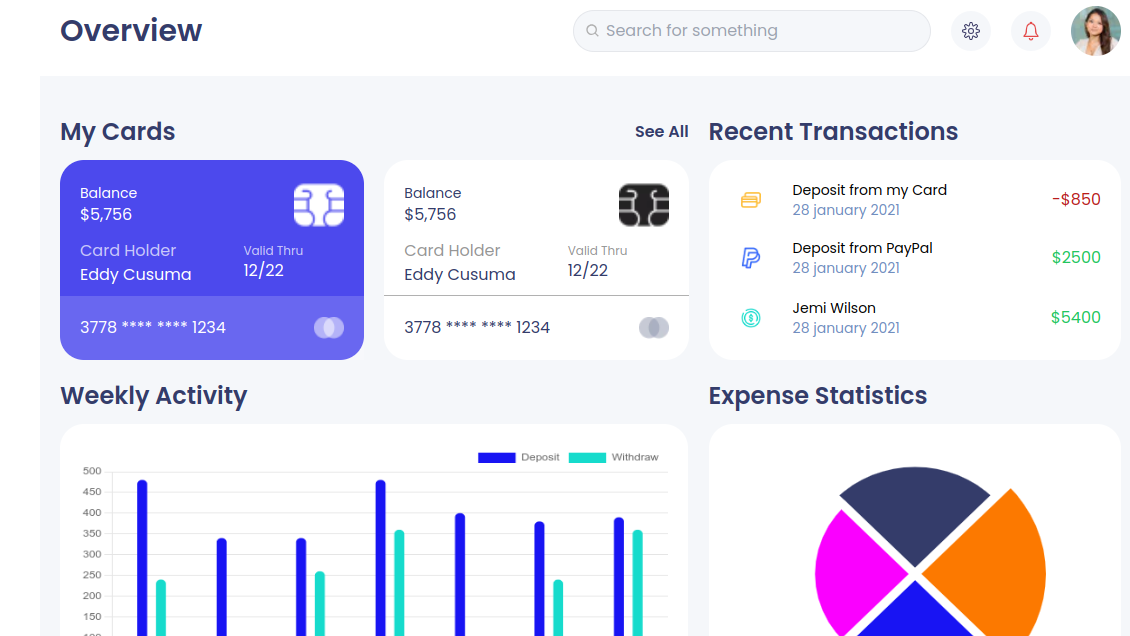 Overview
Search for something
My Cards
See All
Balance
$5,756
Card Holder
Valid Thru
Eddy Cusuma
12/22
3778 **** **** 1234
Balance
$5,756
Card Holder
Valid Thru
Eddy Cusuma
12/22
3778 **** **** 1234
Recent Transactions
Deposit from my Card
28 january 2021
-$850
Deposit from PayPal
28 january 2021
$2500
Jemi Wilson
28 january 2021
$5400
Weekly Activity
Deposit
Withdraw
500
450
400
350
300
250
200
150
Expense Statistics